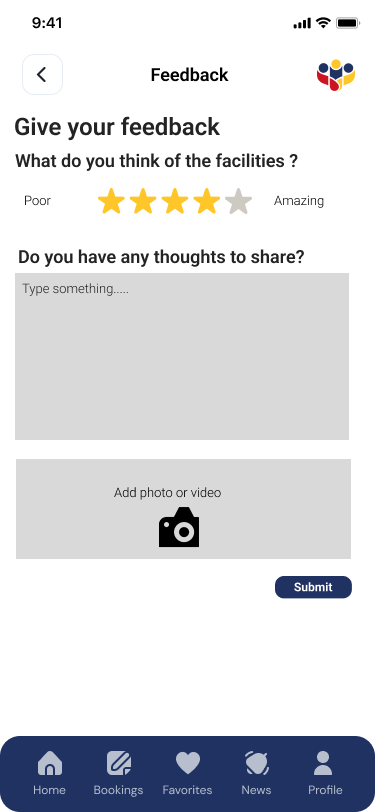 9:41
Feedback
Give your feedback
What do you think of the facilities ?
Poor
Amazing
Do you have any thoughts to share?
Type something.....
Add photo or video
Submit
Home
Bookings
Favorites
News
Profile